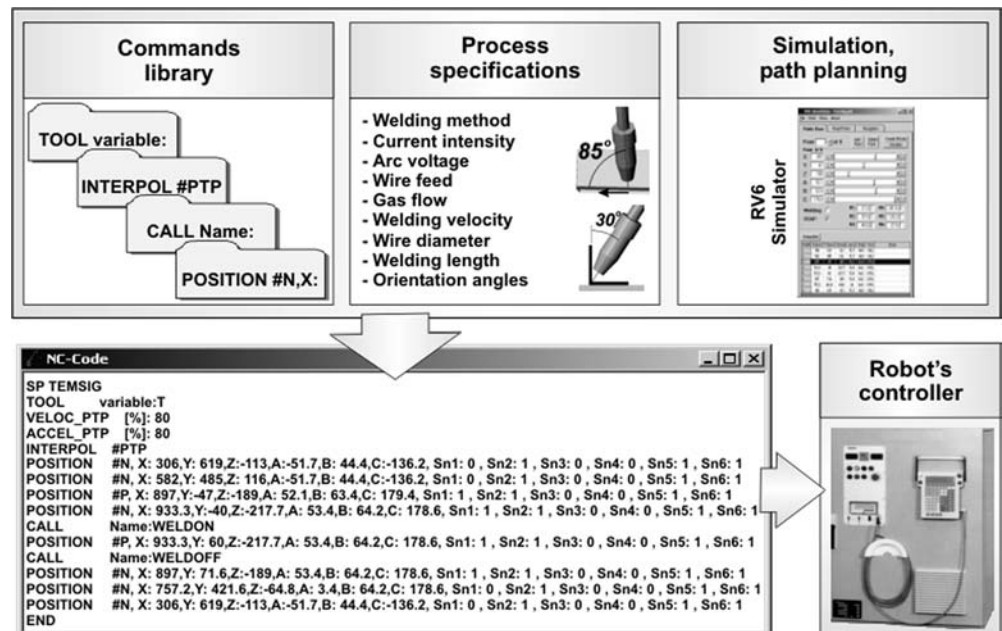 Commands
library
TOOL variable:
INTERPOL #PTP
CALL Name:
POSITION #N,X:
Process
specifications
- Welding method
- Current intensity
- Arc voltage
- Wire feed
- Gas flow
- Welding velocity
- Wire diameter
- Welding length
- Orientation angles
85°
30°
Simulation,
path planning
RV6
Simulator
NC-Code
SP TEMSIG
TOOL variable:T
VELOC_PTP [%]: 80
ACCEL_PTP [%]: 80
INTERPOL #PTP
POSITION #N, X: 306,Y: 619,Z:-113,A:-51.7,B: 44.4,C:-136.2, Sn1: 0 , Sn2: 1 , Sn3: 0 , Sn4: 0 , Sn5: 1 , Sn6: 1
POSITION #N, X: 582,Y: 485,Z: 116,A:-51.7,B: 44.4,C:-136.2, Sn1: 0 , Sn2: 1 , Sn3: 0 , Sn4: 0 , Sn5: 1 , Sn6: 1
POSITION #P, X: 897,Y:-47,Z:-189,A: 52.1,B: 63.4,C: 179.4, Sn1: 1 , Sn2: 1 , Sn3: 0 , Sn4: 0 , Sn5: 1 , Sn6: 1
POSITION #N, X: 933.3,Y:-40,Z:-217.7,A: 53.4,B: 64.2,C: 178.6, Sn1: 1 , Sn2: 1 , Sn3: 0 , Sn4: 0 , Sn5: 1 , Sn6: 1
CALL Name:WELDON
POSITION #P, X: 933.3,Y: 60,Z:-217.7,A: 53.4,B: 64.2,C: 178.6, Sn1: 1 , Sn2: 1 , Sn3: 0 , Sn4: 0 , Sn5: 1 , Sn6: 1
CALL Name:WELDOFF
POSITION #N, X: 897,Y: 71.6,Z:-189,A: 53.4,B: 64.2,C: 178.6, Sn1: 1 , Sn2: 1 , Sn3: 0 , Sn4: 0 , Sn5: 1 , Sn6: 1
POSITION #N, X: 757.2,Y: 421.6,Z:-64.8,A: 3.4,B: 64.2,C: 178.6, Sn1: 0 , Sn2: 1 , Sn3: 0 , Sn4: 0 , Sn5: 1 , Sn6: 1
POSITION #N, X: 306,Y: 619,Z:-113,A:-51.7,B: 44.4,C:-136.2, Sn1: 0 , Sn2: 1 , Sn3: 0 , Sn4: 0 , Sn5: 1 , Sn6: 1
END
Robot's
controller